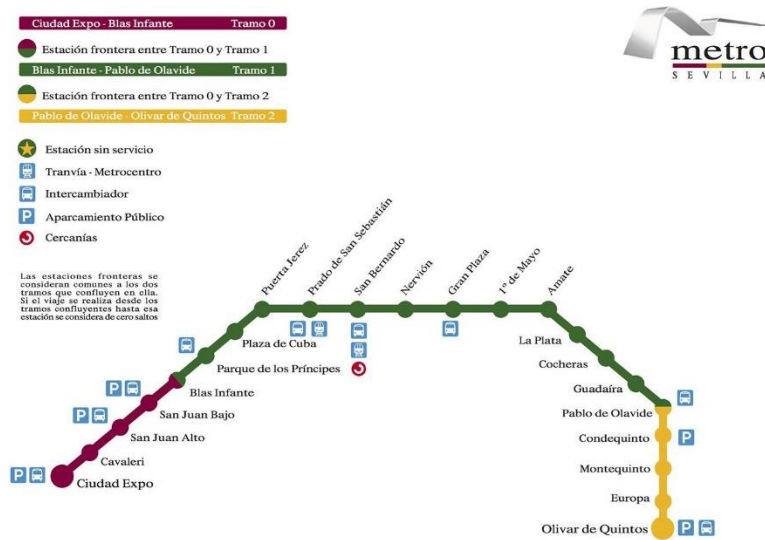 Ciudad Expo - Blas Infante Tramo 0
Estación frontera entre Tramo 0 y Tramo 1
Blas Infante - Pablo de Olavide Tramo 1
Estación frontera entre Tramo 0 y Tramo 2
Pablo de Olavide - Olivar de Quintos Tramo 2
Estación sin servicio
Tranvía - Metrocentro
Intercambiador
P Aparcamiento Público
Cercanías
metro
SEVILLA
Las estaciones fronteras se
consideran comunes a los dos
tramos que confluyen en ella.
Si el viaje se realiza desde los
tramos confluyentes hasta esa
estación se considera de cero saltos
Puerta Jerez
Prado de San Sebastián
San Bernardo
Nervión
Gran Plaza
1º de Mayo
Amate
Plaza de Cuba
Parque de los Príncipes
Blas Infante
P
San Juan Bajo
P
San Juan Alto
Cavaleri
P
Ciudad Expo
La Plata
Cocheras
Guadaíra
Pablo de Olavide
Condequinto
P
Montequinto
Europa
Olivar de Quintos
P